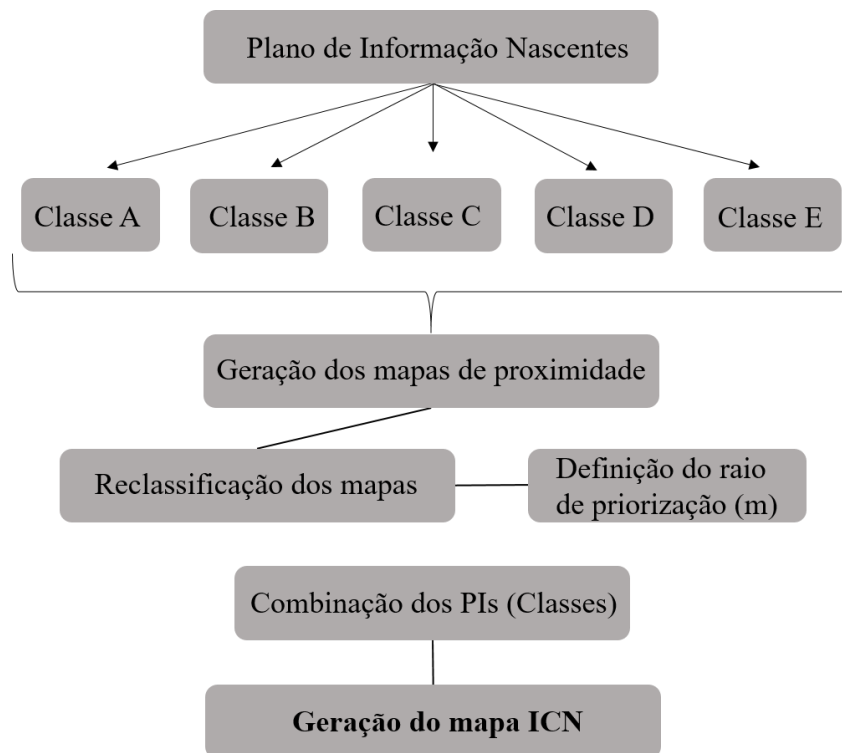 Plano de Informação Nascentes
Classe A
Classe B
Classe C
Classe D
Classe E
Geração dos mapas de proximidade
Reclassificação dos mapas
Definição do raio
de priorização (m)
Combinação dos PIs (Classes)
Geração do mapa ICN